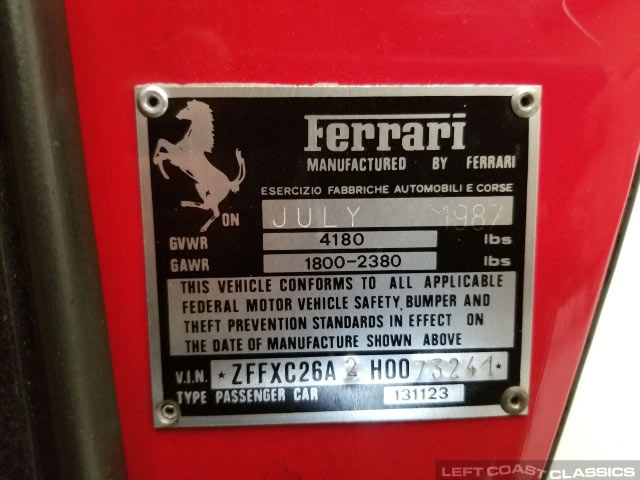 Ferrari
MANUFACTURED BY FERRARI
ESERCIZIO FABBRICHE AUTOMOBILI E CORSE
ON JULY 1987
GVWR 4180 lbs
GAWR 1800-2380 lbs
THIS VEHICLE CONFORMS TO ALL APPLICABLE
FEDERAL MOTOR VEHICLE SAFETY, BUMPER AND
THEFT PREVENTION STANDARDS IN EFFECT ON
THE DATE OF MANUFACTURE SHOWN ABOVE
V.I.N. *ZFFXC26A2H0073241*
TYPE PASSENGER CAR 131123
LEFT COAST CLASSICS